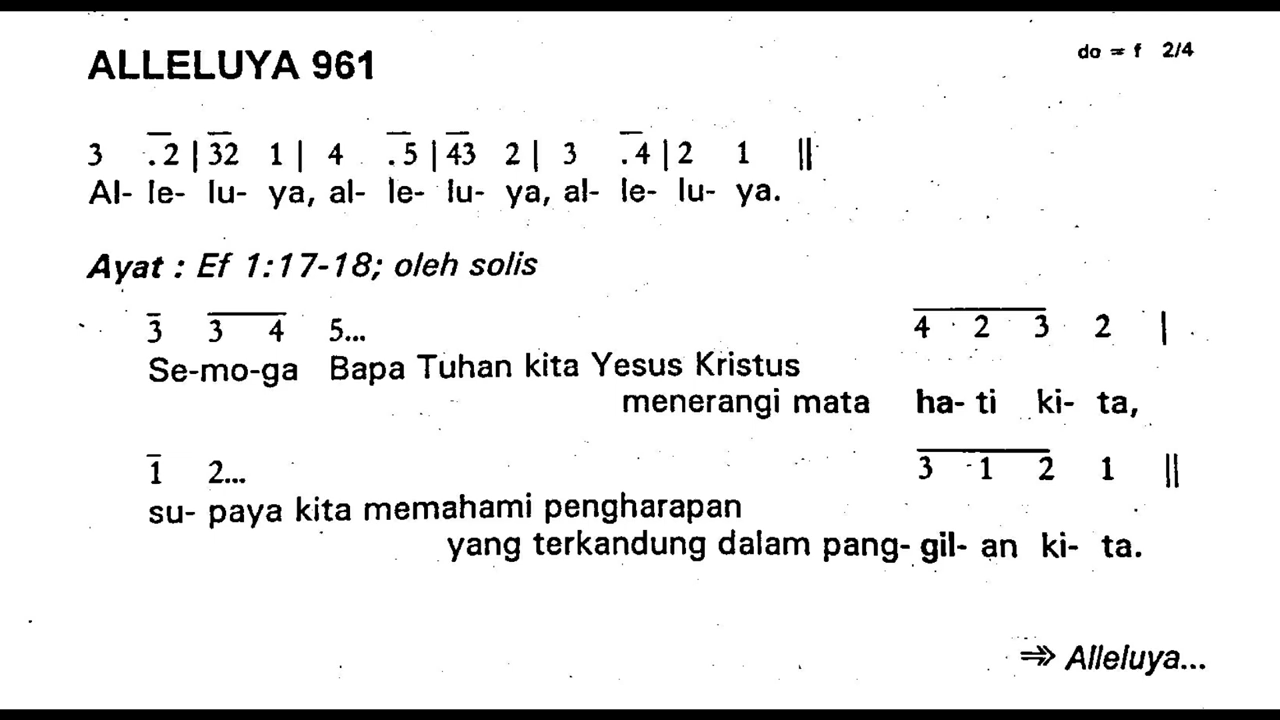 ALLELUYA 961
do = f 2/4
3 .2 | 32 1 | 4 .5 | 43 2 | 3 .4 | 2 1 ||
Al- le- lu- ya, al- le- lu- ya, al- le- lu- ya.
Ayat : Ef 1:17-18; oleh solis
3 3 4 5... 4 2 3 2 |
Se-mo-ga Bapa Tuhan kita Yesus Kristus
menerangi mata ha- ti ki- ta,
1 2... 3 1 2 1 ||
su- paya kita memahami pengharapan
yang terkandung dalam pang- gil- an ki- ta.
⇒ Alleluya...